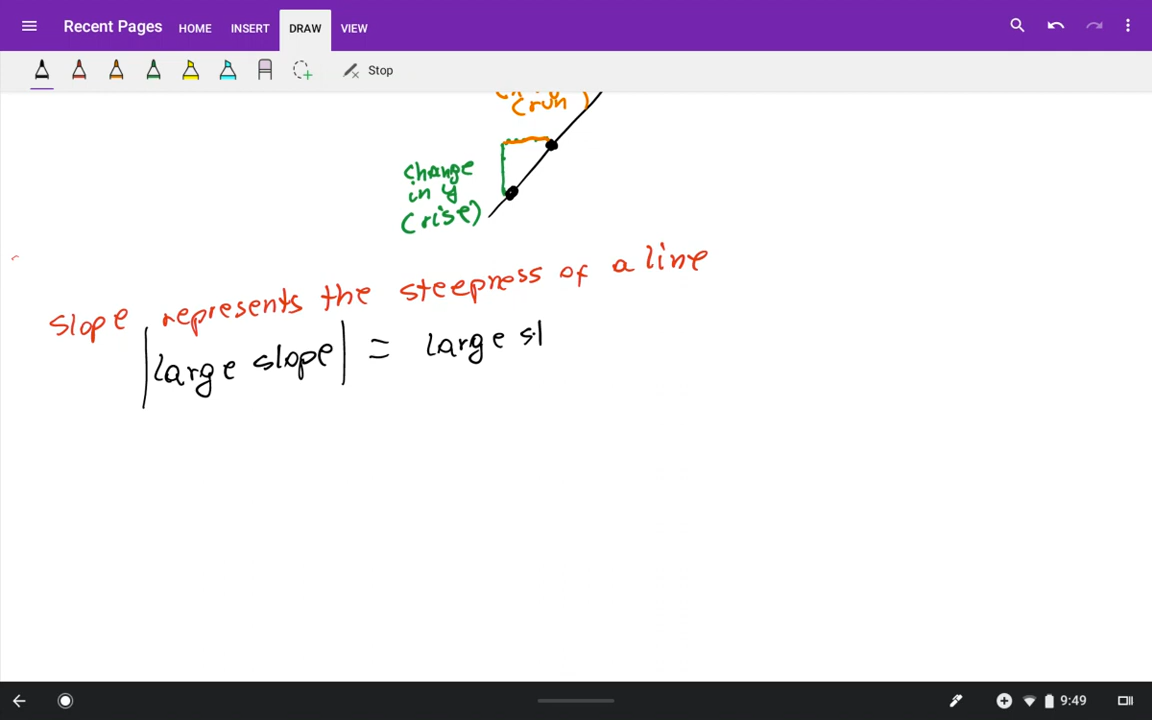 Recent Pages HOME INSERT DRAW VIEW
Stop
(run)
change
in y
(rise)
slope represents the steepness of a line
|large slope| = large sl
9:49